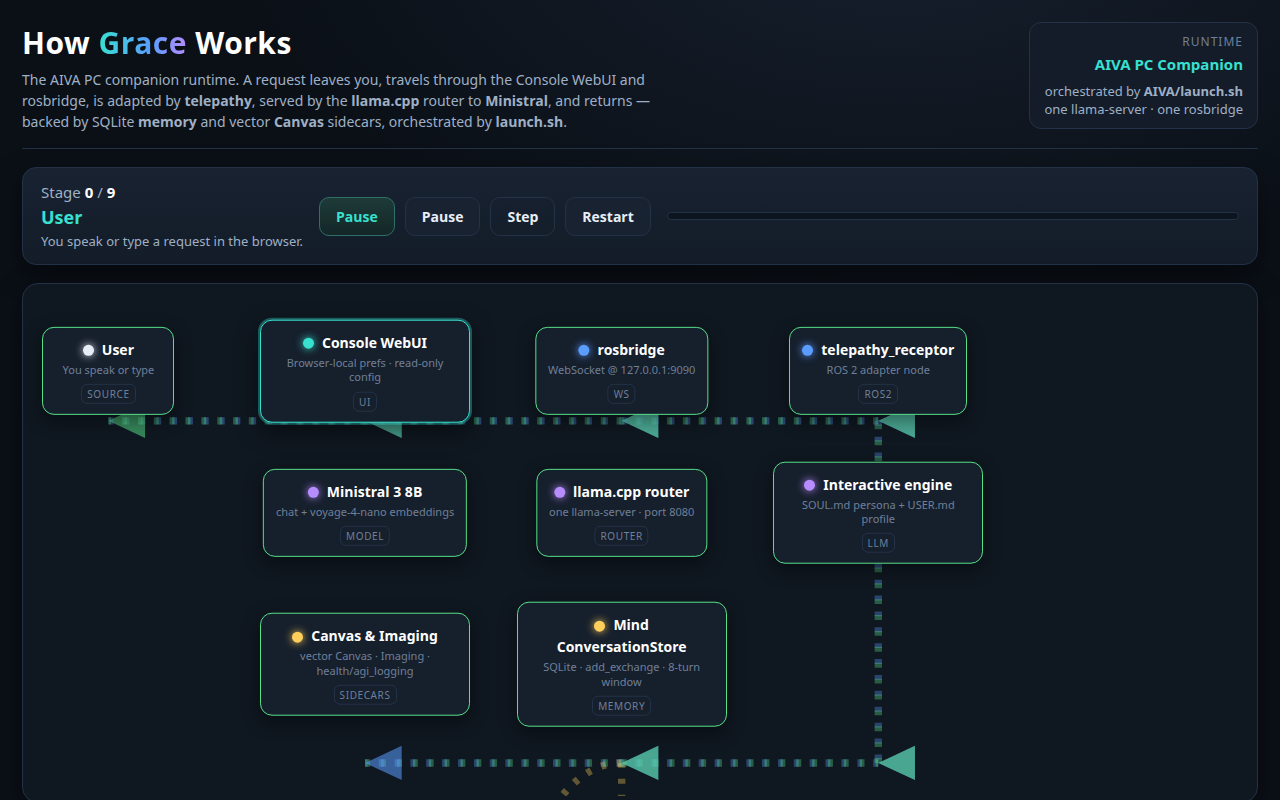 How Grace Works
The AIVA PC companion runtime. A request leaves you, travels through the Console WebUI and
rosbridge, is adapted by telepathy, served by the llama.cpp router to Ministral, and returns —
backed by SQLite memory and vector Canvas sidecars, orchestrated by launch.sh.
RUNTIME
AIVA PC Companion
orchestrated by AIVA/launch.sh
one llama-server · one rosbridge
Stage 0 / 9
User
You speak or type a request in the browser.
Pause
Pause
Step
Restart
User
You speak or type
SOURCE
Console WebUI
Browser-local prefs · read-only
config
UI
rosbridge
WebSocket @ 127.0.0.1:9090
WS
telepathy_receptor
ROS 2 adapter node
ROS2
Ministral 3 8B
chat + voyage-4-nano embeddings
MODEL
llama.cpp router
one llama-server · port 8080
ROUTER
Interactive engine
SOUL.md persona + USER.md
profile
LLM
Canvas & Imaging
vector Canvas · Imaging ·
health/agi_logging
SIDECARS
Mind
ConversationStore
SQLite · add_exchange · 8-turn
window
MEMORY